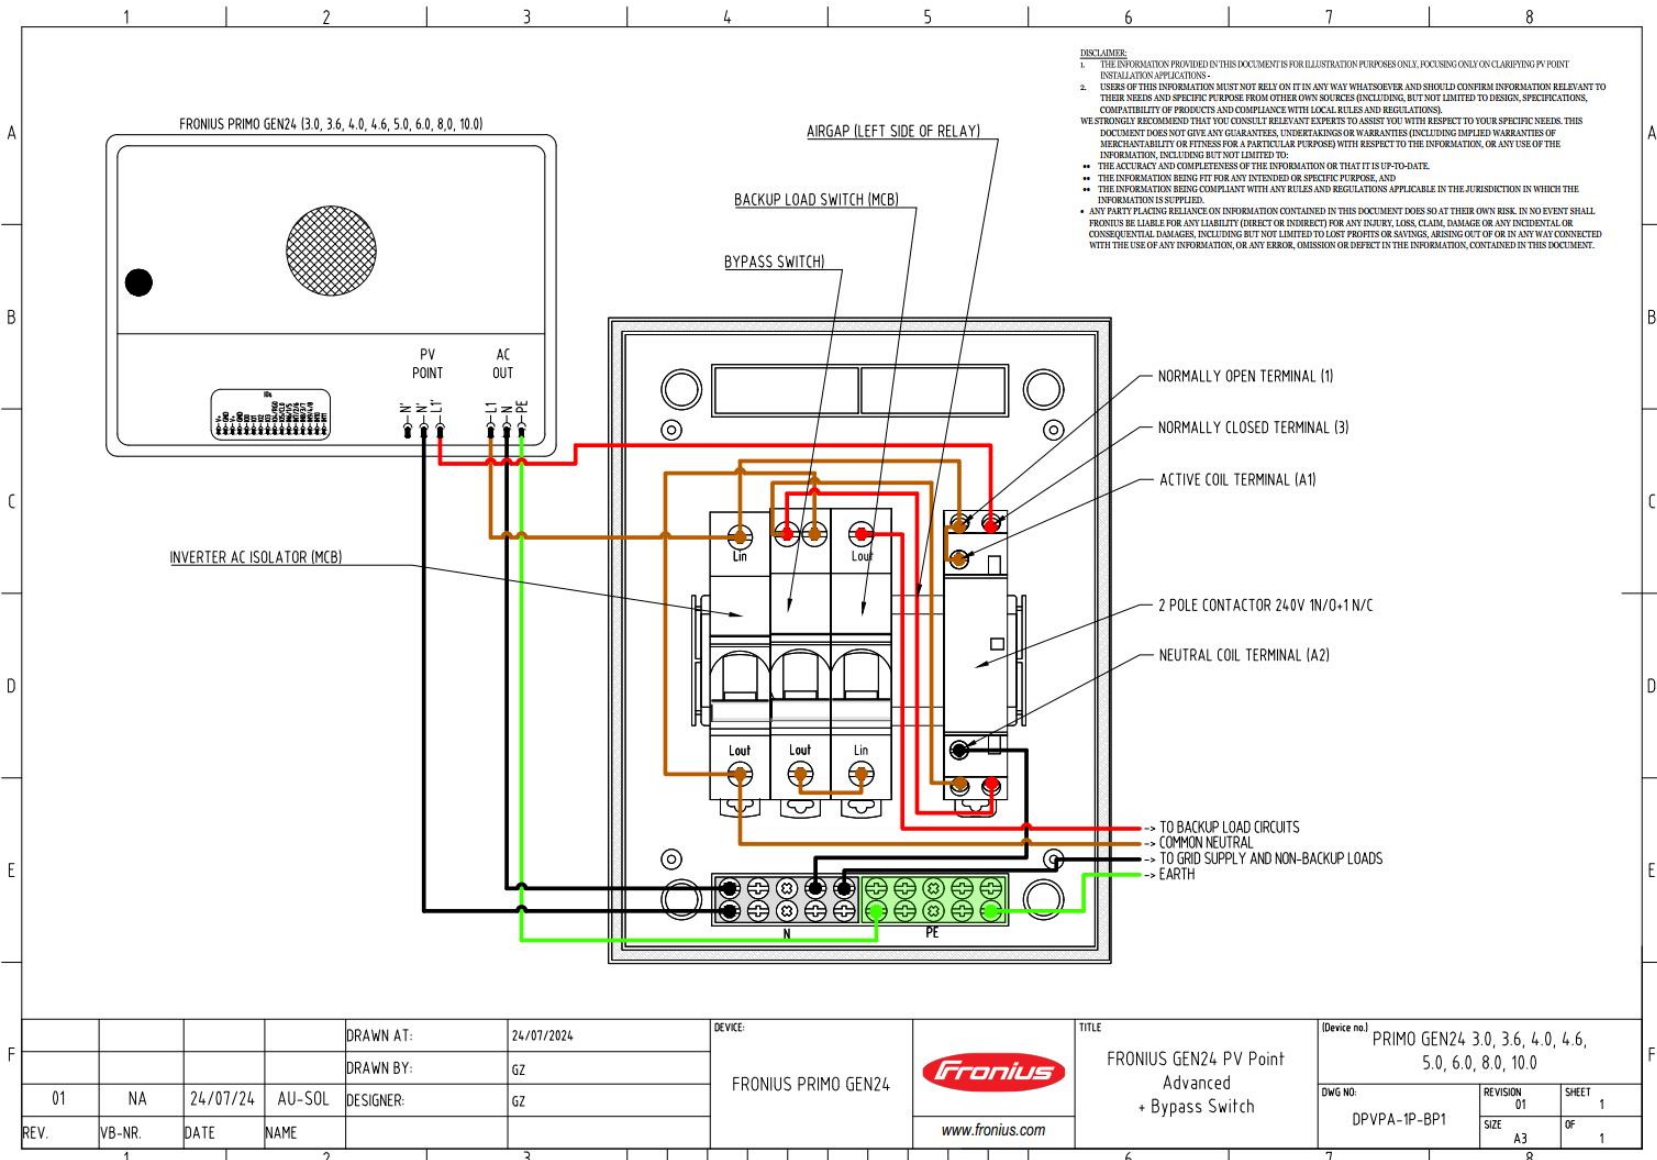 1 2 3 4 5 6 7 8
DISCLAIMER:
1. THE INFORMATION PROVIDED IN THIS DOCUMENT IS FOR ILLUSTRATION PURPOSES ONLY, FOCUSING ONLY ON CLARIFYING PV POINT
INSTALLATION APPLICATIONS -
2. USERS OF THIS INFORMATION MUST NOT RELY ON IT IN ANY WAY WHATSOEVER AND SHOULD CONFIRM INFORMATION RELEVANT TO
THEIR NEEDS AND SPECIFIC PURPOSE FROM OTHER OWN SOURCES (INCLUDING, BUT NOT LIMITED TO DESIGN, SPECIFICATIONS,
COMPATIBILITY OF PRODUCTS AND COMPLIANCE WITH LOCAL RULES AND REGULATIONS).
WE STRONGLY RECOMMEND THAT YOU CONSULT RELEVANT EXPERTS TO ASSIST YOU WITH RESPECT TO YOUR SPECIFIC NEEDS. THIS
DOCUMENT DOES NOT GIVE ANY GUARANTEES, UNDERTAKINGS OR WARRANTIES (INCLUDING IMPLIED WARRANTIES OF
MERCHANTABILITY OR FITNESS FOR A PARTICULAR PURPOSE) WITH RESPECT TO THE INFORMATION, OR ANY USE OF THE
INFORMATION, INCLUDING BUT NOT LIMITED TO:
•• THE ACCURACY AND COMPLETENESS OF THE INFORMATION OR THAT IT IS UP-TO-DATE.
•• THE INFORMATION BEING FIT FOR ANY INTENDED OR SPECIFIC PURPOSE, AND
•• THE INFORMATION BEING COMPLIANT WITH ANY RULES AND REGULATIONS APPLICABLE IN THE JURISDICTION IN WHICH THE
INFORMATION IS SUPPLIED.
• ANY PARTY PLACING RELIANCE ON INFORMATION CONTAINED IN THIS DOCUMENT DOES SO AT THEIR OWN RISK. IN NO EVENT SHALL
FRONIUS BE LIABLE FOR ANY LIABILITY (DIRECT OR INDIRECT) FOR ANY INJURY, LOSS, CLAIM, DAMAGE OR ANY INCIDENTAL OR
CONSEQUENTIAL DAMAGES, INCLUDING BUT NOT LIMITED TO LOST PROFITS OR SAVINGS, ARISING OUT OF OR IN ANY WAY CONNECTED
WITH THE USE OF ANY INFORMATION, OR ANY ERROR, OMISSION OR DEFECT IN THE INFORMATION, CONTAINED IN THIS DOCUMENT.
A A
FRONIUS PRIMO GEN24 (3.0, 3.6, 4.0, 4.6, 5.0, 6.0, 8,0, 10.0)
AIRGAP (LEFT SIDE OF RELAY)
BACKUP LOAD SWITCH (MCB)
BYPASS SWITCH)
B B
PV
POINT
AC
OUT
IOs
N' N' L1' L1 N PE
NORMALLY OPEN TERMINAL (1)
NORMALLY CLOSED TERMINAL (3)
ACTIVE COIL TERMINAL (A1)
C C
INVERTER AC ISOLATOR (MCB)
Lin Lout
2 POLE CONTACTOR 240V 1N/O+1 N/C
NEUTRAL COIL TERMINAL (A2)
D D
Lout Lout Lin
-> TO BACKUP LOAD CIRCUITS
-> COMMON NEUTRAL
-> TO GRID SUPPLY AND NON-BACKUP LOADS
-> EARTH
E E
N PE
F F
DRAWN AT: 24/07/2024
DRAWN BY: GZ
01 NA 24/07/24 AU-SOL DESIGNER: GZ
REV. VB-NR. DATE NAME
DEVICE:
FRONIUS PRIMO GEN24
Fronius
www.fronius.com
TITLE
FRONIUS GEN24 PV Point
Advanced
+ Bypass Switch
(Device no.)
PRIMO GEN24 3.0, 3.6, 4.0, 4.6,
5.0, 6.0, 8.0, 10.0
DWG NO:
DPVPA-1P-BP1
REVISION
01
SHEET
1
SIZE
A3
OF
1
1 2 3 6 7 8